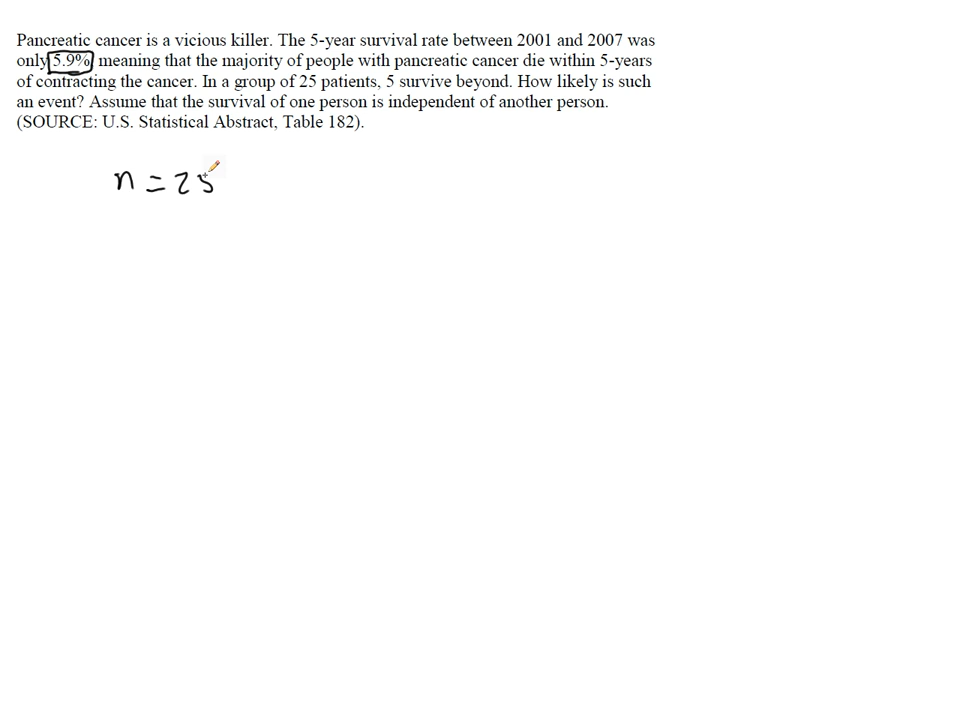 Pancreatic cancer is a vicious killer. The 5-year survival rate between 2001 and 2007 was
only 5.9% meaning that the majority of people with pancreatic cancer die within 5-years
of contracting the cancer. In a group of 25 patients, 5 survive beyond. How likely is such
an event? Assume that the survival of one person is independent of another person.
(SOURCE: U.S. Statistical Abstract, Table 182).
n = 25